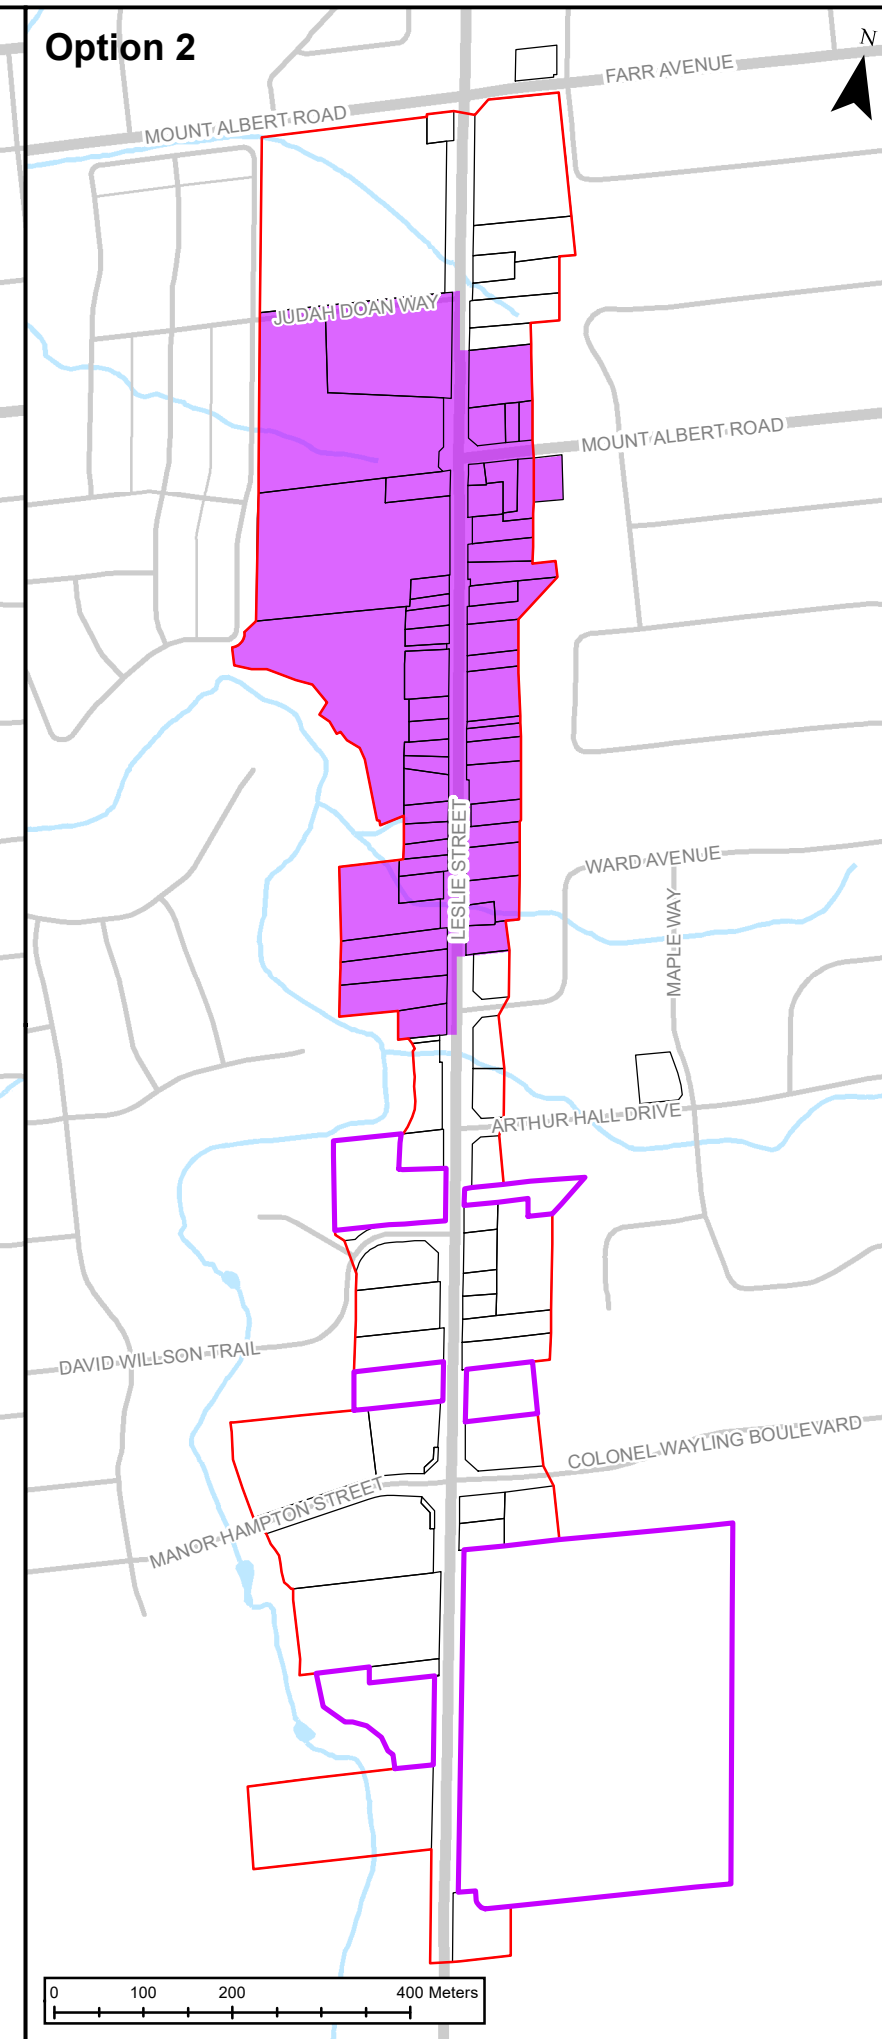 Option 2
N
FARR AVENUE
MOUNT ALBERT ROAD
JUDAH DOAN WAY
MOUNT ALBERT ROAD
LESLIE STREET
WARD AVENUE
MAPLE WAY
ARTHUR HALL DRIVE
DAVID WILLSON TRAIL
COLONEL WAYLING BOULEVARD
MANOR HAMPTON STREET
0 100 200 400 Meters